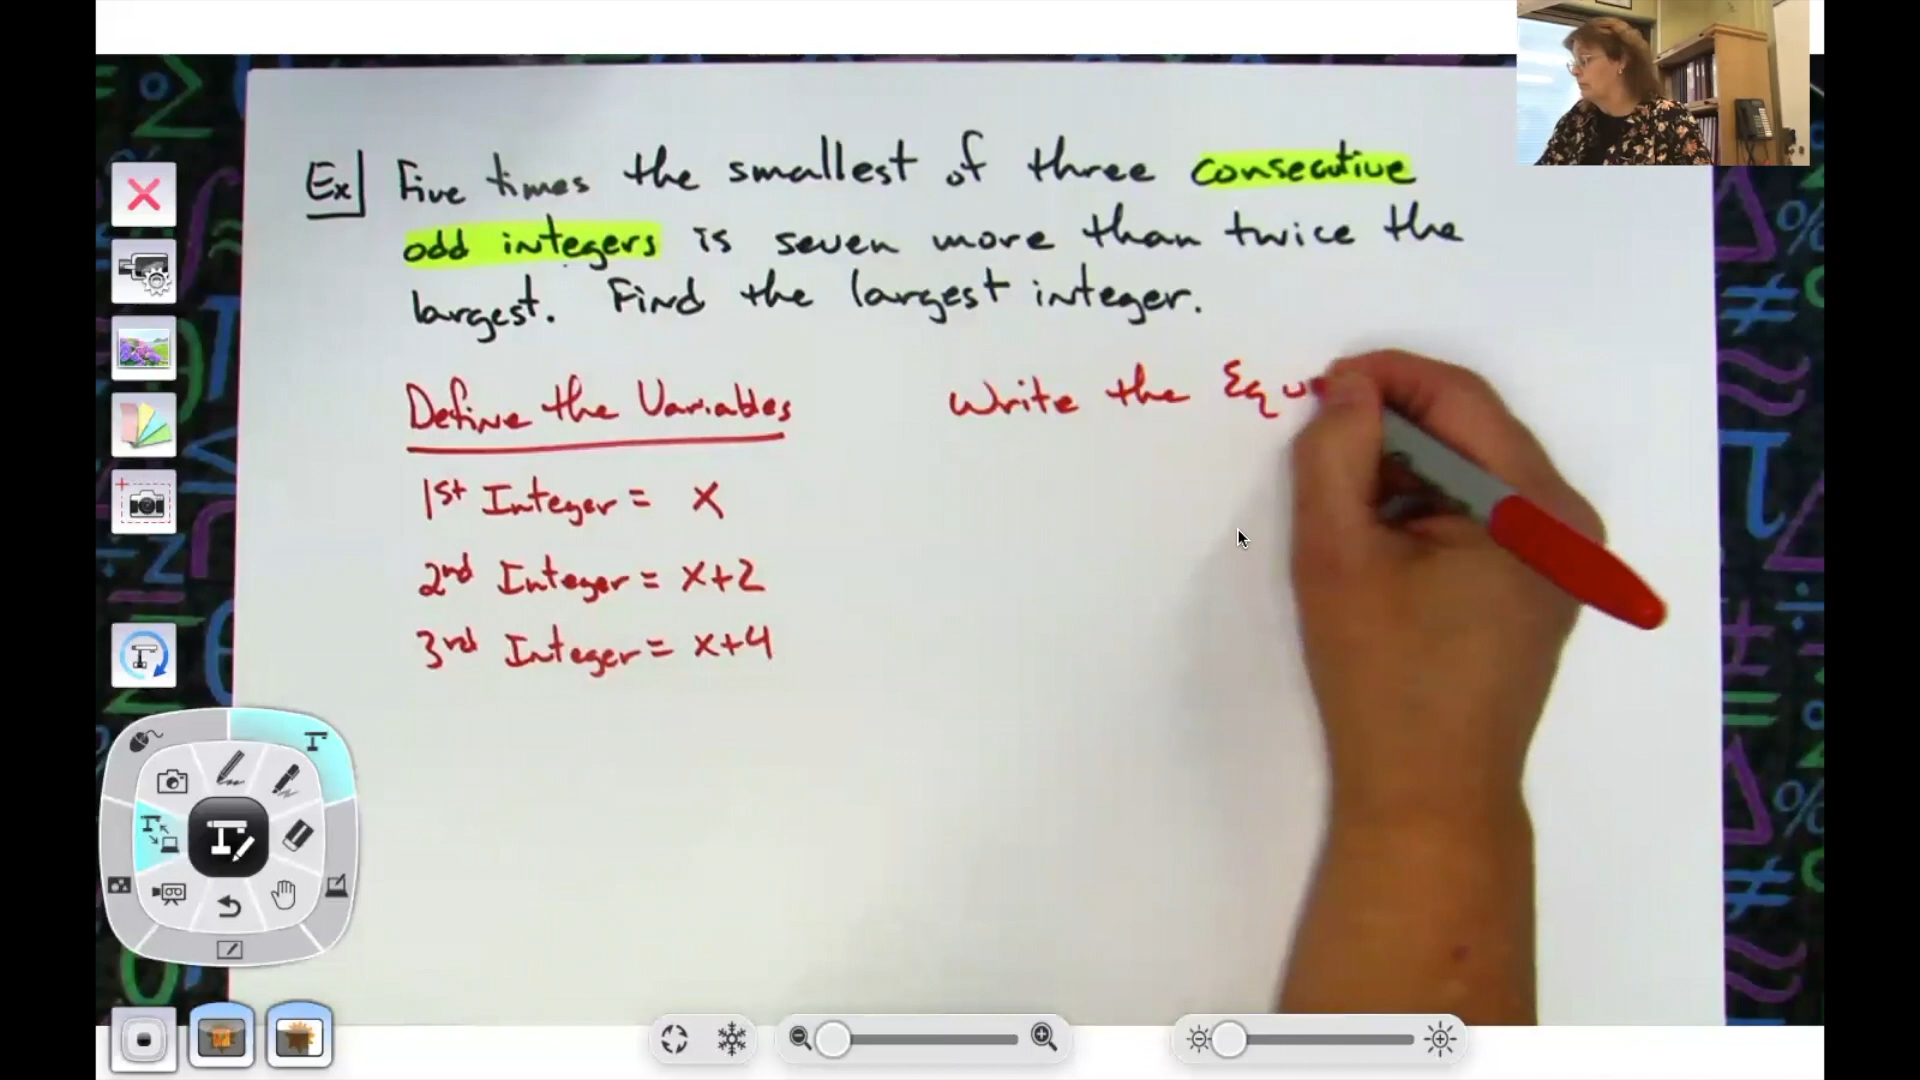 Ex Five times the smallest of three consecutive
odd integers is seven more than twice the
largest. Find the largest integer.
Define the Variables
1st Integer = x
2nd Integer = x+2
3rd Integer = x+4
Write the Equ